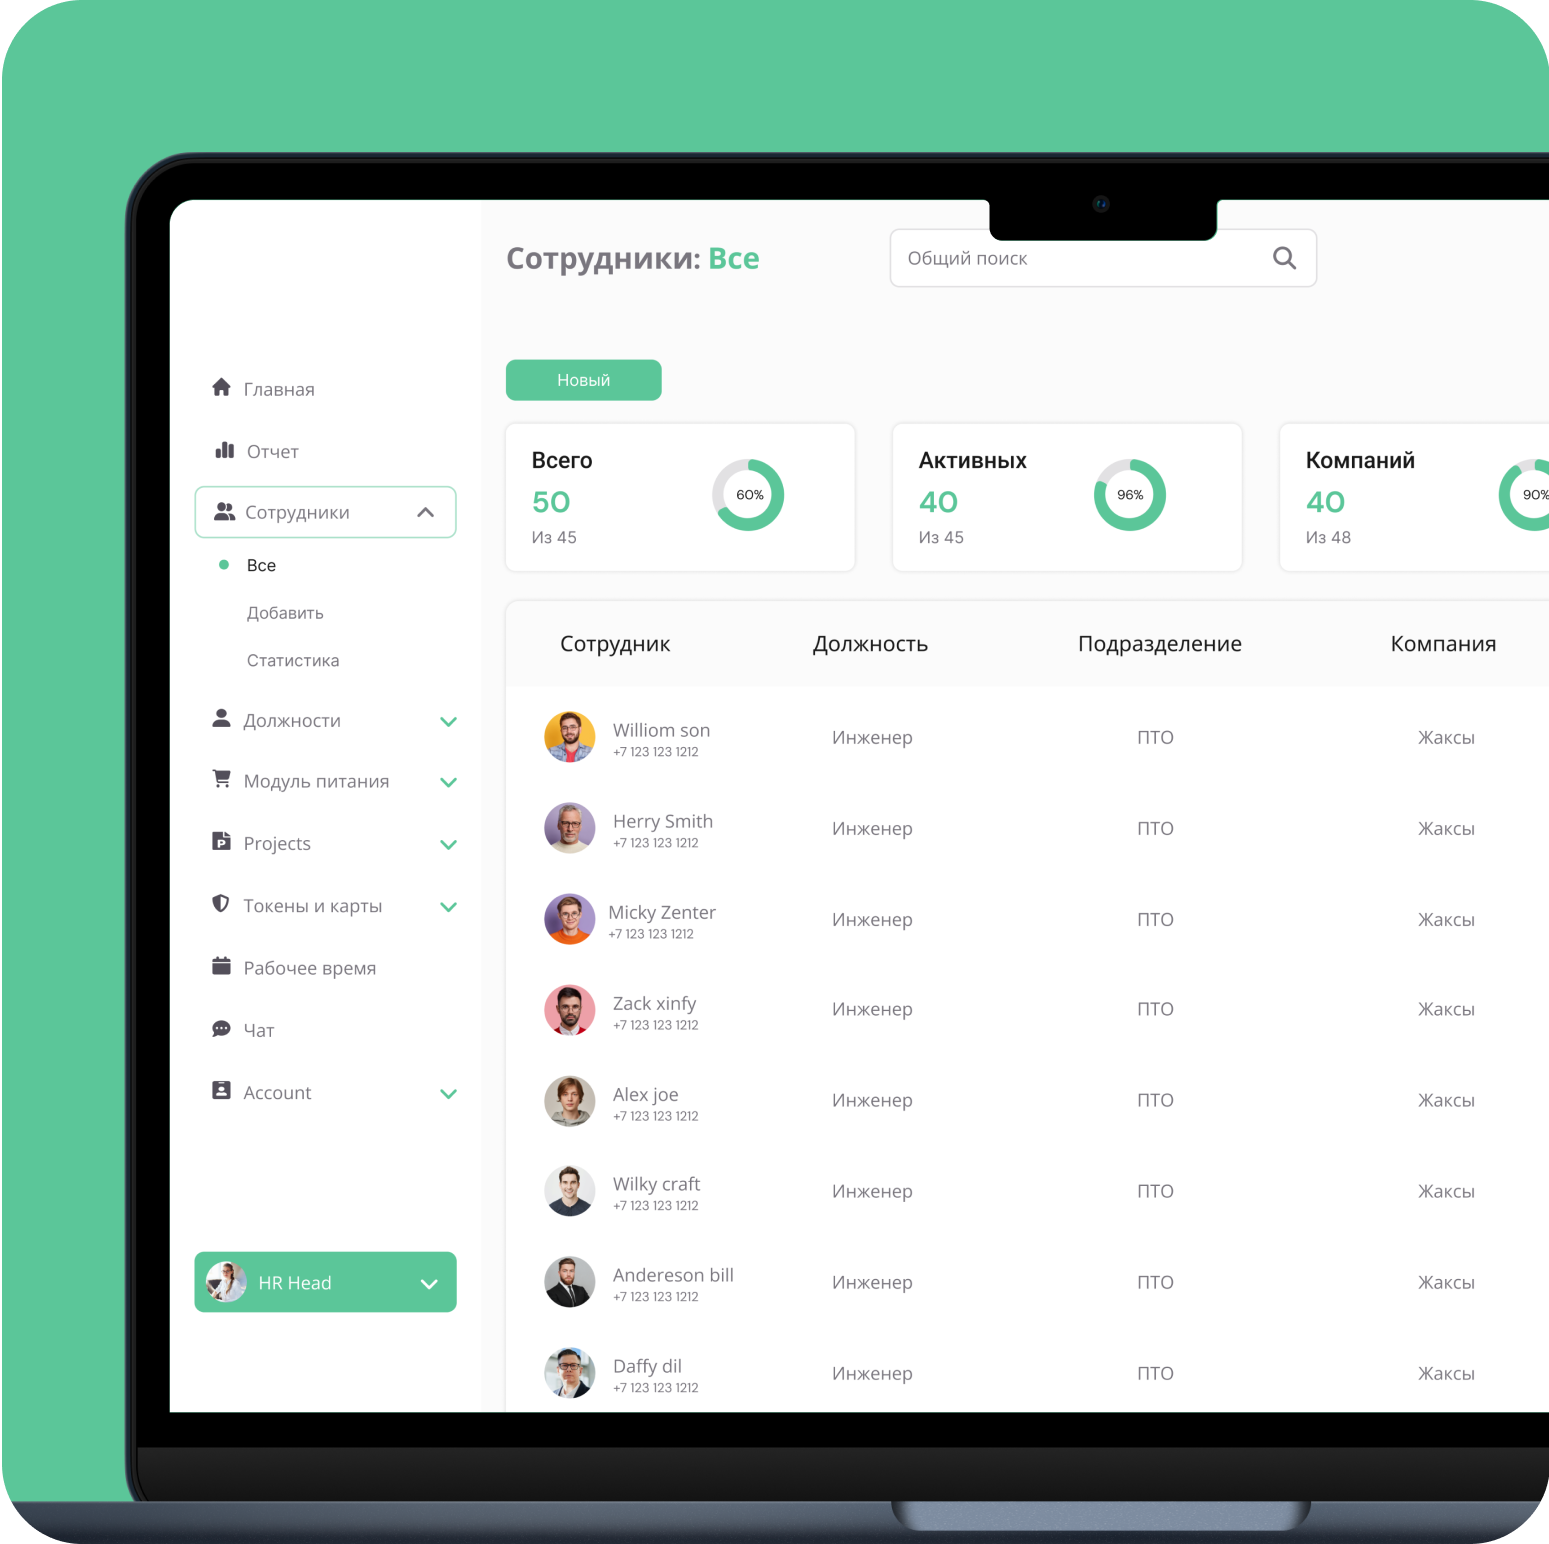 Сотрудники: Все
Общий поиск
Главная
Отчет
Сотрудники
Все
Добавить
Статистика
Должности
Модуль питания
Projects
Токены и карты
Рабочее время
Чат
Account
HR Head
Новый
Всего
50
Из 45
60%
Активных
40
Из 45
96%
Компаний
40
Из 48
90%
Сотрудник Должность Подразделение Компания
Williom son
+7 123 123 1212
Инженер ПТО Жаксы
Herry Smith
+7 123 123 1212
Инженер ПТО Жаксы
Micky Zenter
+7 123 123 1212
Инженер ПТО Жаксы
Zack xinfy
+7 123 123 1212
Инженер ПТО Жаксы
Alex joe
+7 123 123 1212
Инженер ПТО Жаксы
Wilky craft
+7 123 123 1212
Инженер ПТО Жаксы
Andereson bill
+7 123 123 1212
Инженер ПТО Жаксы
Daffy dil
+7 123 123 1212
Инженер ПТО Жаксы